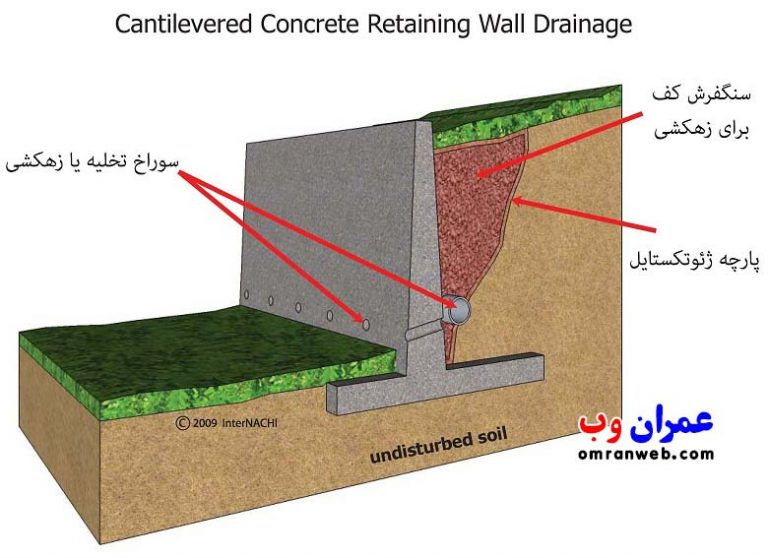 Cantilevered Concrete Retaining Wall Drainage
سنگفرش کف
برای زهکشی
سوراخ تخلیه یا زهکشی
پارچه ژئوتکستایل
© 2009 InterNACHI
undisturbed soil
عمران وب
omranweb.com